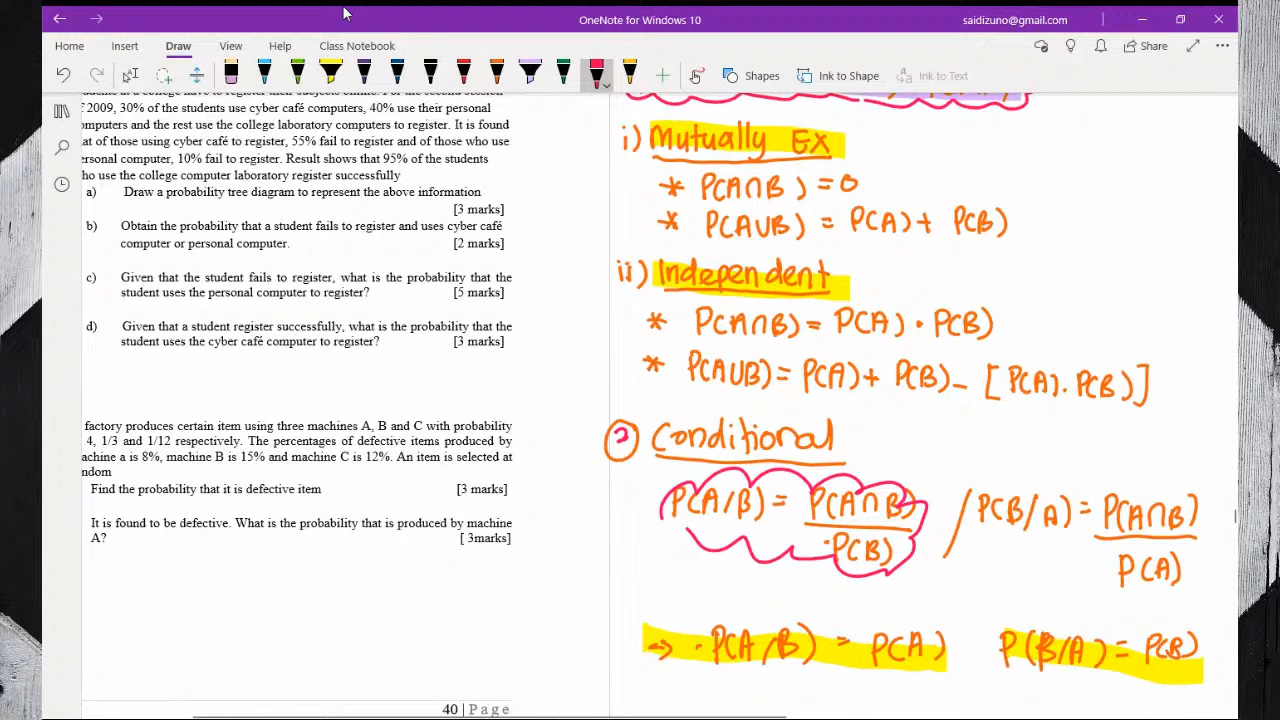 OneNote for Windows 10
saidizuno@gmail.com
Home Insert Draw View Help Class Notebook
Share
Shapes Ink to Shape Ink to Text
2009, 30% of the students use cyber café computers, 40% use their personal
omputers and the rest use the college laboratory computers to register. It is found
at of those using cyber café to register, 55% fail to register and of those who use
ersonal computer, 10% fail to register. Result shows that 95% of the students
ho use the college computer laboratory register successfully
a) Draw a probability tree diagram to represent the above information
[3 marks]
b) Obtain the probability that a student fails to register and uses cyber café
computer or personal computer. [2 marks]
c) Given that the student fails to register, what is the probability that the
student uses the personal computer to register? [5 marks]
d) Given that a student register successfully, what is the probability that the
student uses the cyber café computer to register? [3 marks]
factory produces certain item using three machines A, B and C with probability
4, 1/3 and 1/12 respectively. The percentages of defective items produced by
achine a is 8%, machine B is 15% and machine C is 12%. An item is selected at
ndom
Find the probability that it is defective item [3 marks]
It is found to be defective. What is the probability that is produced by machine
A? [ 3marks]
40 | Page
i) Mutually Ex
* P(A∩B) = 0
* P(A∪B) = P(A) + P(B)
ii) Independent
* P(A∩B) = P(A) · P(B)
* P(A∪B) = P(A) + P(B) - [P(A) · P(B)]
2 Conditional
P(A/B) = P(A∩B) / P(B/A) = P(A∩B)
P(B) P(A)
→ · P(A/B) = P(A) P(B/A) = P(B)